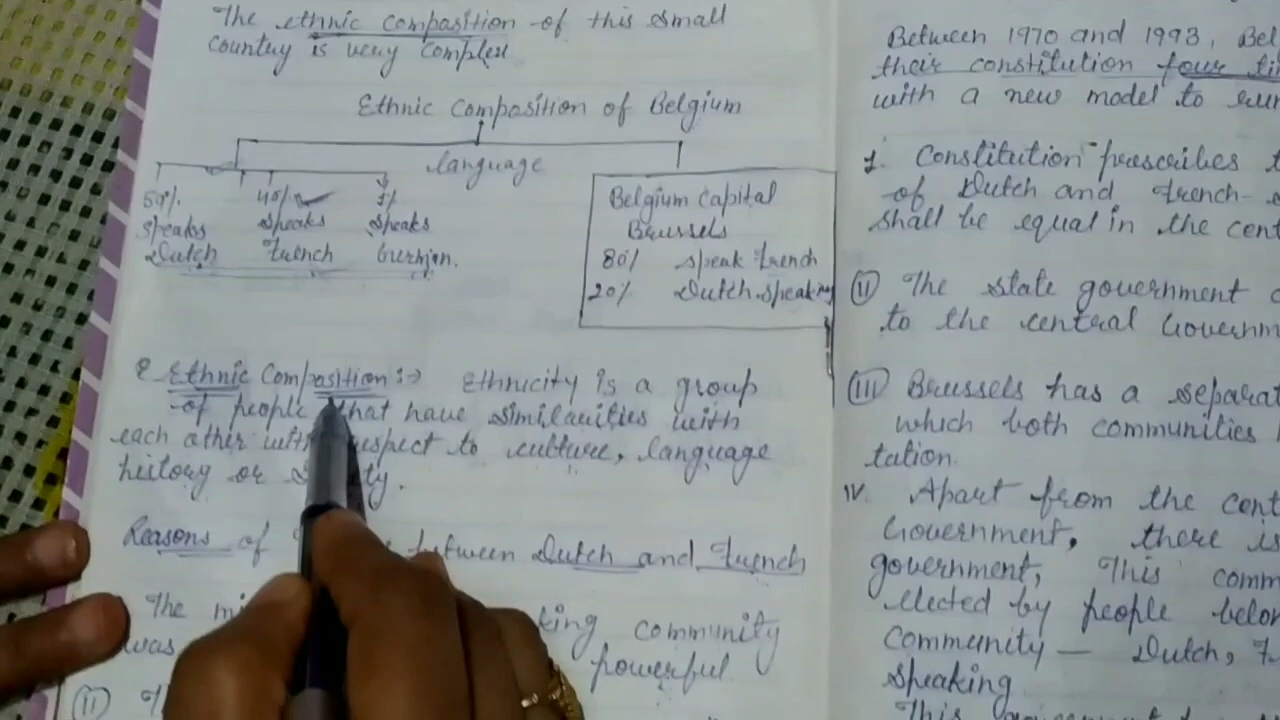 The ethnic composition of this small
country is very complex
Ethnic Composition of Belgium
language
59%. 40% 1%
speaks speaks speaks
Dutch French
Belgium Capital
Brussels
80% speak French
20% Dutch speaking
Ethnic Composition :-> Ethnicity is a group
of people that have similarities with
each other with respect to culture, language
history or
Reasons of between Dutch and French
The king community
was powerful
(II)
Between 1970 and 1993, Bel
their constitution four ti
with a new model to
1. Constitution prescribes t
of Dutch and French-s
shall be equal in the cent
(II) The state government
to the central Governm
(III) Brussels has a separat
which both communities
tation.
IV. Apart from the cent
Government, there is
government, This comm
elected by people belon
Community — Dutch, F
speaking
This